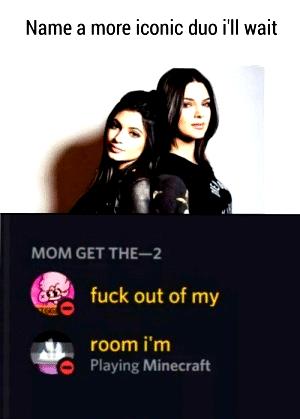 Name a more iconic duo i'll wait
MOM GET THE—2
fuck out of my
room i'm
Playing Minecraft